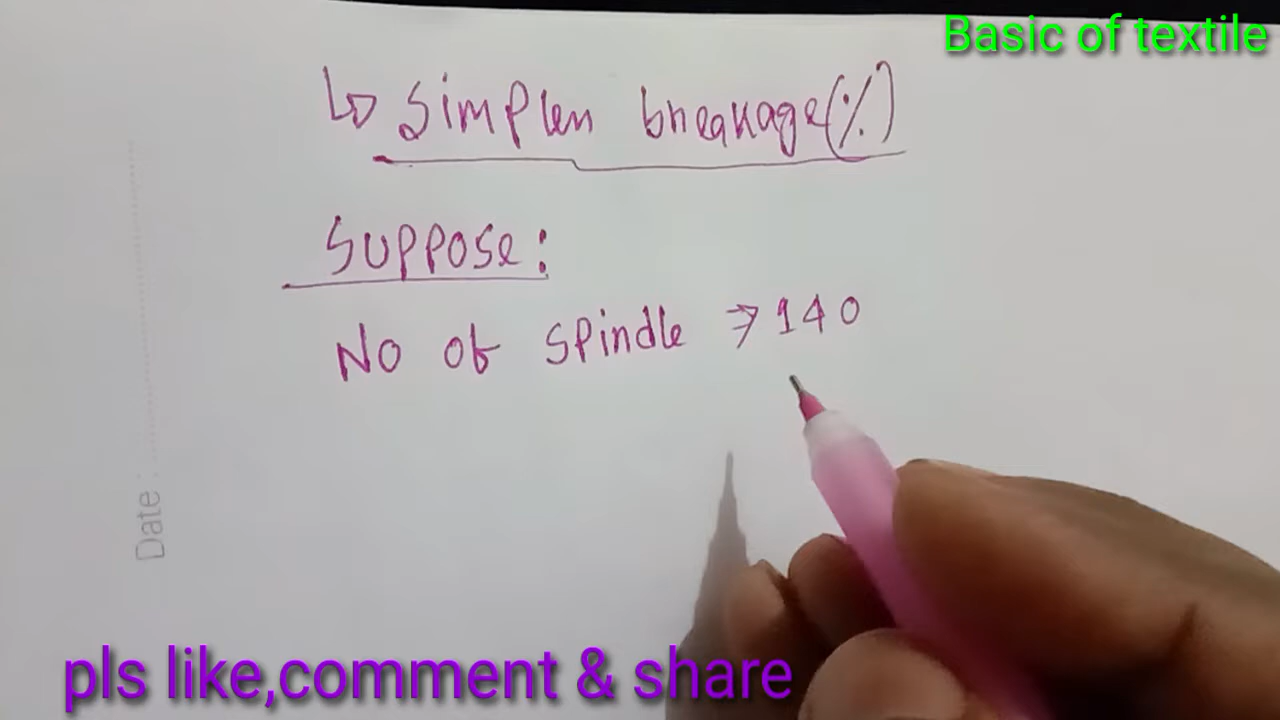 Basic of textile
↳ Simplex breakage(%)
Suppose:
No of spindle → 140
Date :
pls like,comment & share